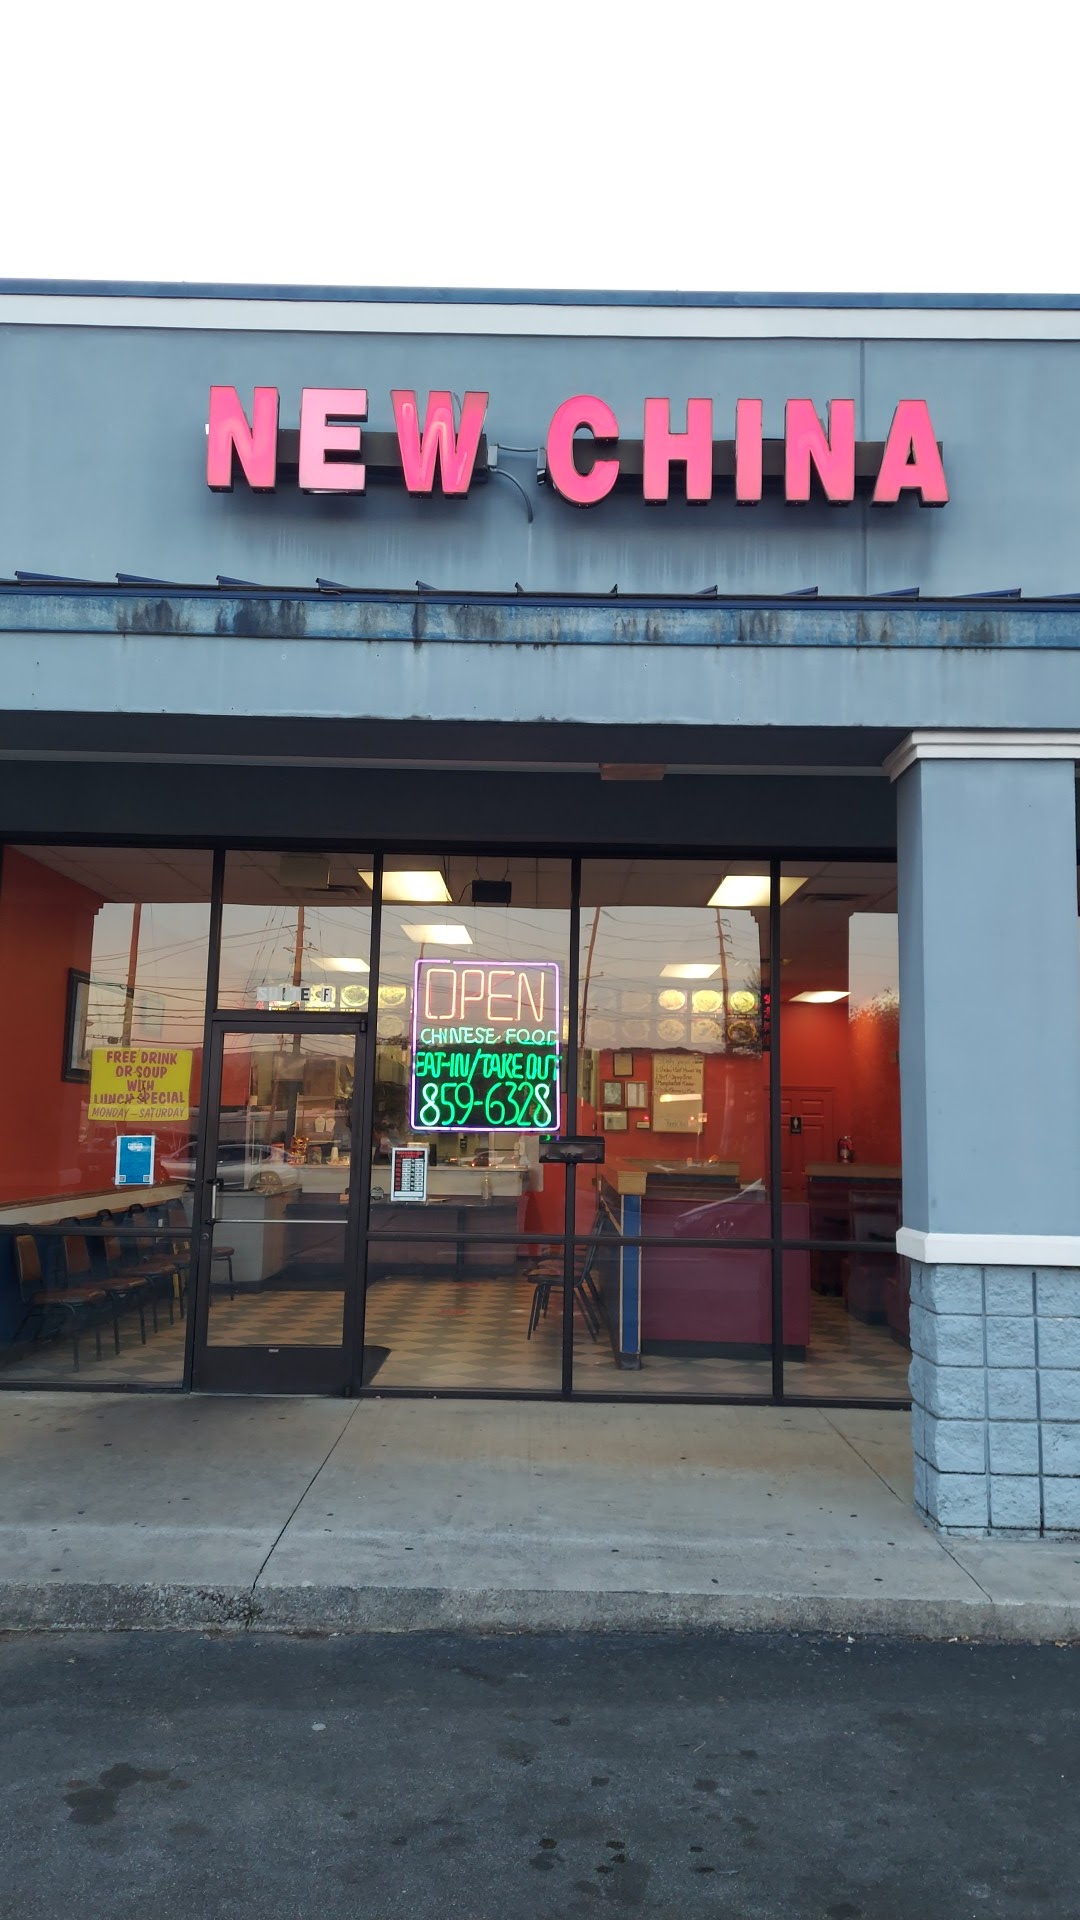 NEW CHINA
OPEN
CHINESE FOOD
EAT-IN/TAKE OUT
859-6328
FREE DRINK
OR SOUP
WITH
LUNCH SPECIAL
MONDAY—SATURDAY